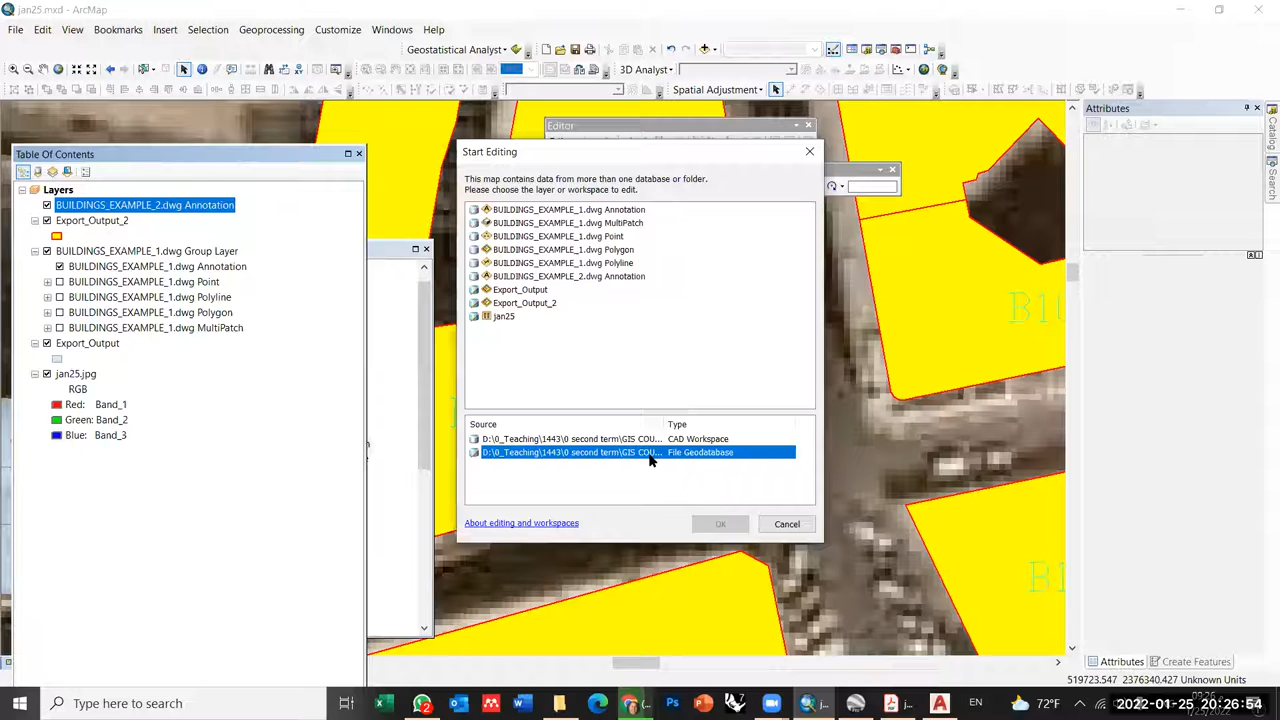 jan25.mxd - ArcMap
File Edit View Bookmarks Insert Selection Geoprocessing Customize Windows Help
Geostatistical Analyst
3D Analyst
Spatial Adjustment
Table Of Contents
Layers
BUILDINGS_EXAMPLE_2.dwg Annotation
Export_Output_2
BUILDINGS_EXAMPLE_1.dwg Group Layer
BUILDINGS_EXAMPLE_1.dwg Annotation
BUILDINGS_EXAMPLE_1.dwg Point
BUILDINGS_EXAMPLE_1.dwg Polyline
BUILDINGS_EXAMPLE_1.dwg Polygon
BUILDINGS_EXAMPLE_1.dwg MultiPatch
Export_Output
jan25.jpg
RGB
Red: Band_1
Green: Band_2
Blue: Band_3
Editor
Start Editing
This map contains data from more than one database or folder.
Please choose the layer or workspace to edit.
BUILDINGS_EXAMPLE_1.dwg Annotation
BUILDINGS_EXAMPLE_1.dwg MultiPatch
BUILDINGS_EXAMPLE_1.dwg Point
BUILDINGS_EXAMPLE_1.dwg Polygon
BUILDINGS_EXAMPLE_1.dwg Polyline
BUILDINGS_EXAMPLE_2.dwg Annotation
Export_Output
Export_Output_2
jan25
Source Type
D:\0_Teaching\1443\0 second term\GIS COU... CAD Workspace
D:\0_Teaching\1443\0 second term\GIS COU... File Geodatabase
About editing and workspaces
OK Cancel
Attributes
Catalog
Search
Attributes Create Features
519723.547 2376340.427 Unknown Units
Type here to search
2
72°F
EN
2022-01-25 20:26:54